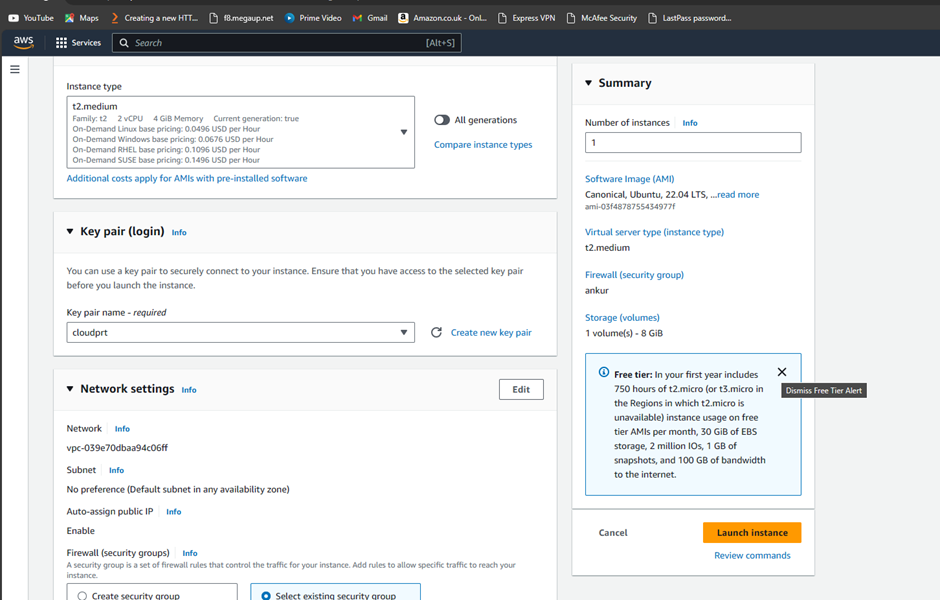 YouTube
Maps
Creating a new HTT...
f8.megaup.net
Prime Video
Gmail
Amazon.co.uk - Onl...
Express VPN
McAfee Security
LastPass password...
aws
Services
Search
[Alt+S]
Instance type
t2.medium
Family: t2 2 vCPU 4 GiB Memory Current generation: true
On-Demand Linux base pricing: 0.0496 USD per Hour
On-Demand Windows base pricing: 0.0676 USD per Hour
On-Demand RHEL base pricing: 0.1096 USD per Hour
On-Demand SUSE base pricing: 0.1496 USD per Hour
All generations
Compare instance types
Additional costs apply for AMIs with pre-installed software
Key pair (login) Info
You can use a key pair to securely connect to your instance. Ensure that you have access to the selected key pair
before you launch the instance.
Key pair name - required
cloudprt
Create new key pair
Network settings Info
Edit
Network Info
vpc-039e70dbaa94c06ff
Subnet Info
No preference (Default subnet in any availability zone)
Auto-assign public IP Info
Enable
Firewall (security groups) Info
A security group is a set of firewall rules that control the traffic for your instance. Add rules to allow specific traffic to reach your
instance.
Create security group
Select existing security group
Summary
Number of instances Info
1
Software Image (AMI)
Canonical, Ubuntu, 22.04 LTS, ...read more
ami-03f4878755434977f
Virtual server type (instance type)
t2.medium
Firewall (security group)
ankur
Storage (volumes)
1 volume(s) - 8 GiB
Free tier: In your first year includes
750 hours of t2.micro (or t3.micro in
the Regions in which t2.micro is
unavailable) instance usage on free
tier AMIs per month, 30 GiB of EBS
storage, 2 million IOs, 1 GB of
snapshots, and 100 GB of bandwidth
to the internet.
Dismiss Free Tier Alert
Cancel
Launch instance
Review commands